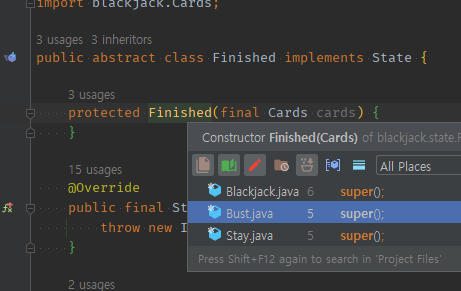 import blackjack.Cards;
3 usages 3 inheritors
public abstract class Finished implements State {
3 usages
protected Finished(final Cards cards) {
}
Constructor Finished(Cards) of blackjack.state.F
All Places
Blackjack.java 6 super();
Bust.java 5 super();
Stay.java 5 super();
Press Shift+F12 again to search in 'Project Files'
15 usages
@Override
public final St
throw new I
}
2 usages